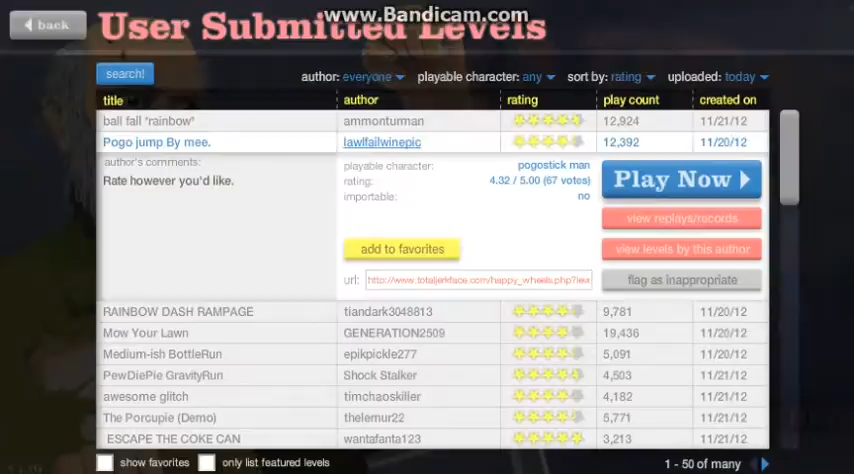 www.Bandicam.com
back
User Submitted Levels
search!
author: everyone playable character: any sort by: rating uploaded: today
title author rating play count created on
ball fall "rainbow" ammonturman 12,924 11/21/12
Pogo jump By mee. lawlfailwinepic 12,392 11/20/12
author's comments: playable character: pogostick man
Rate however you'd like. rating: 4.32 / 5.00 (67 votes)
importable: no
Play Now
view replays/records
add to favorites view levels by this author
url: http://www.totaljerkface.com/happy_wheels.php?leve flag as inappropriate
RAINBOW DASH RAMPAGE tiandark3048813 9,781 11/20/12
Mow Your Lawn GENERATION2509 19,436 11/20/12
Medium-ish BottleRun epikpickle277 5,091 11/20/12
PewDiePie GravityRun Shock Stalker 4,503 11/21/12
awesome glitch timchaoskiller 4,182 11/21/12
The Porcupie (Demo) thelemur22 5,771 11/21/12
ESCAPE THE COKE CAN wantafanta123 3,213 11/21/12
show favorites only list featured levels 1 - 50 of many